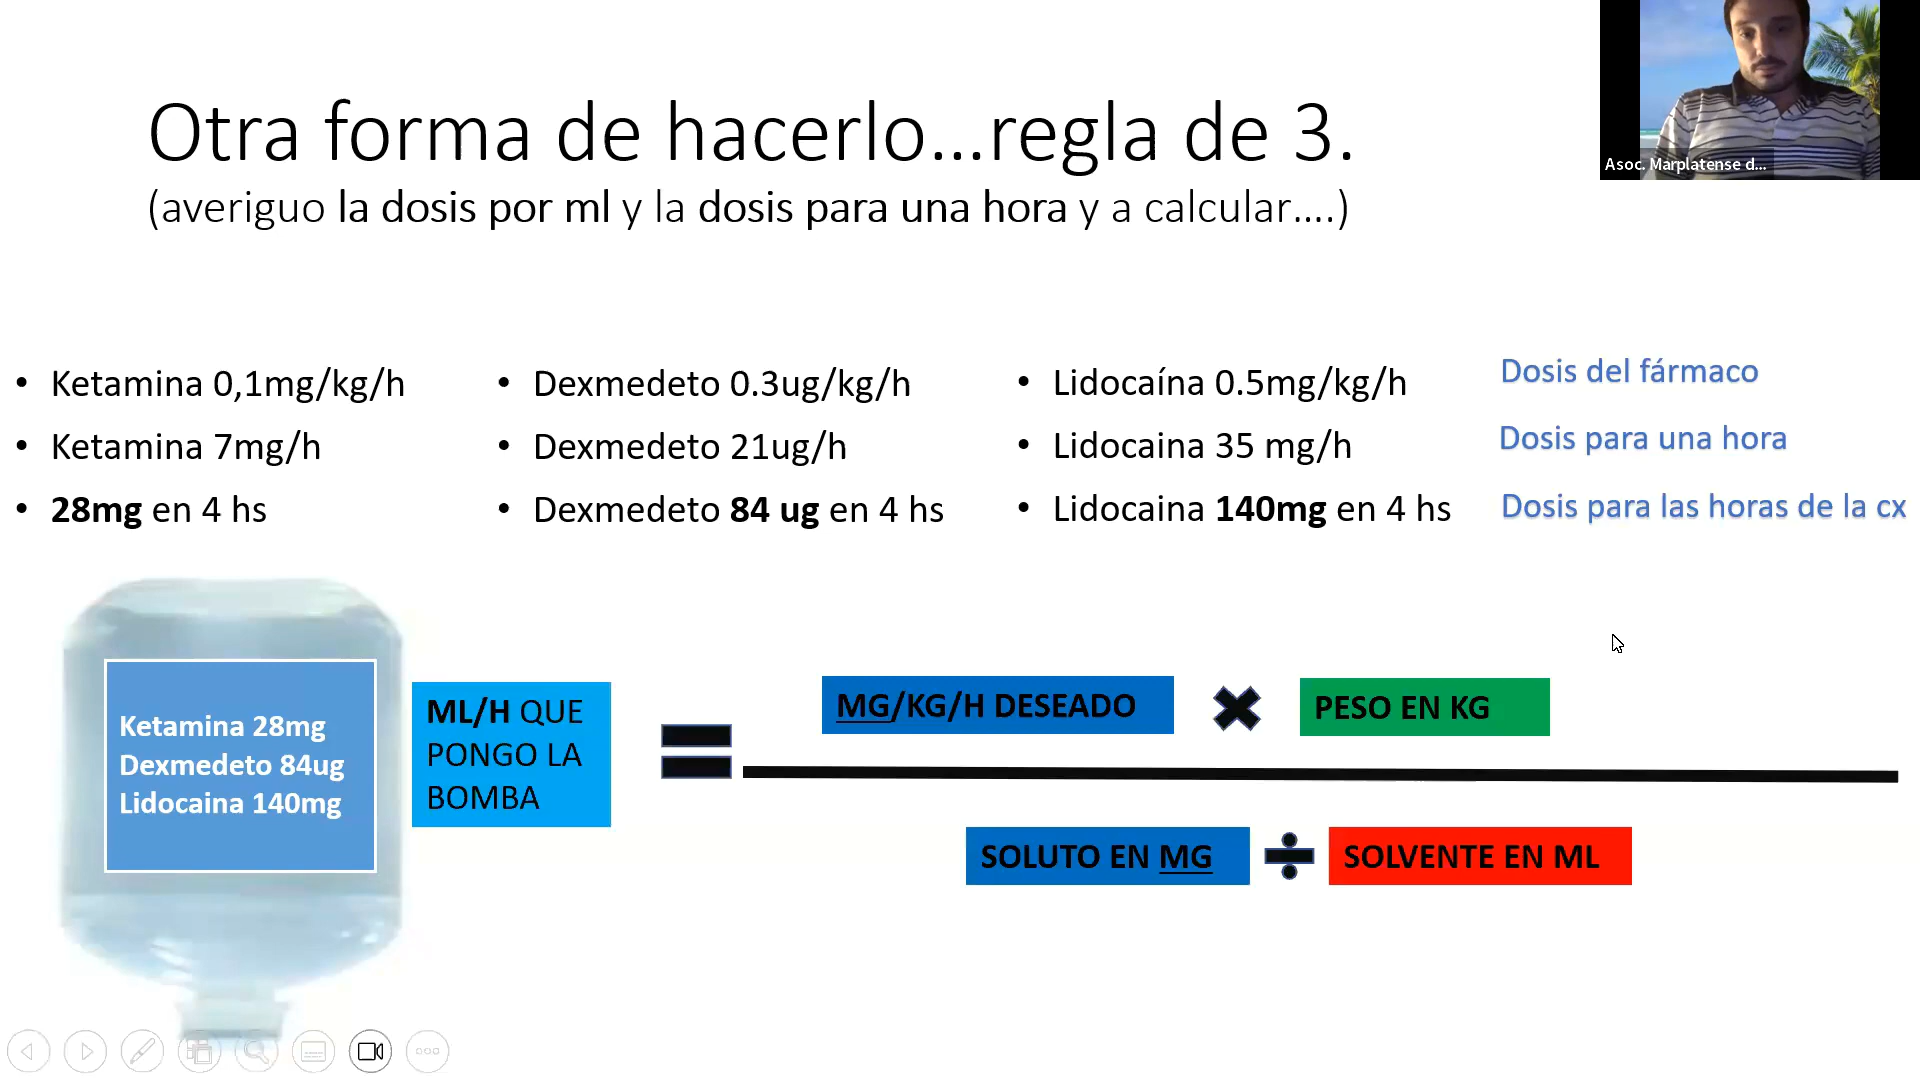 Otra forma de hacerlo...regla de 3.
(averiguo la dosis por ml y la dosis para una hora y a calcular....)
Asoc. Marplatense d...
• Ketamina 0,1mg/kg/h
• Ketamina 7mg/h
• 28mg en 4 hs
• Dexmedeto 0.3ug/kg/h
• Dexmedeto 21ug/h
• Dexmedeto 84 ug en 4 hs
• Lidocaína 0.5mg/kg/h
• Lidocaina 35 mg/h
• Lidocaina 140mg en 4 hs
Dosis del fármaco
Dosis para una hora
Dosis para las horas de la cx
Ketamina 28mg
Dexmedeto 84ug
Lidocaina 140mg
ML/H QUE
PONGO LA
BOMBA
MG/KG/H DESEADO
PESO EN KG
SOLUTO EN MG
SOLVENTE EN ML